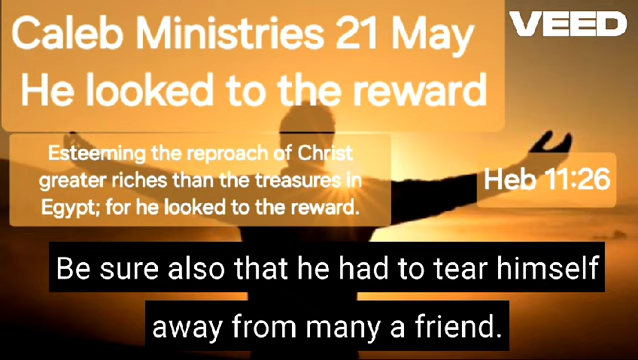 Caleb Ministries 21 May
VEED
He looked to the reward
Esteeming the reproach of Christ
greater riches than the treasures in
Egypt; for he looked to the reward.
Heb 11:26
Be sure also that he had to tear himself
away from many a friend.